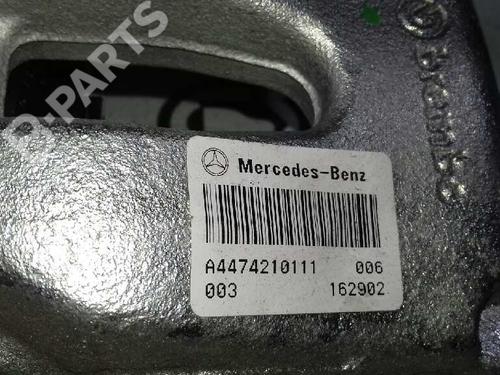 B-PARTS
Brembo
Mercedes-Benz
A4474210111 006
003 162902